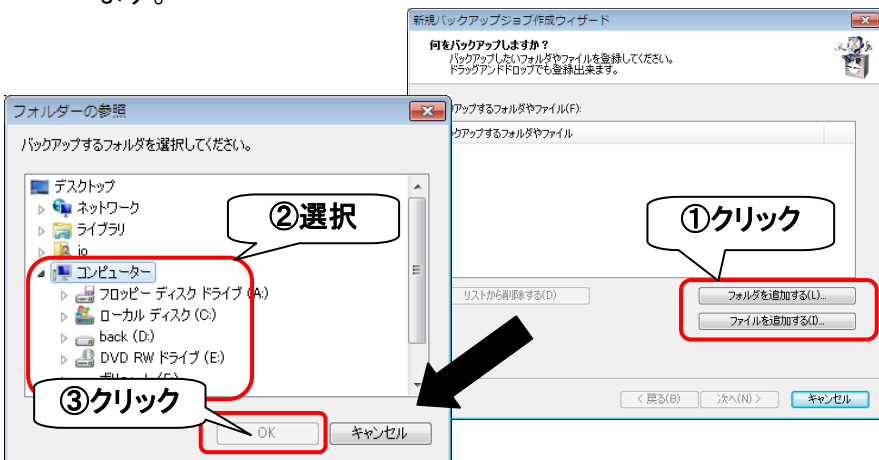 ます。
新規バックアップジョブ作成ウィザード
何をバックアップしますか？
バックアップしたいフォルダやファイルを登録してください。
ドラッグアンドドロップでも登録出来ます。
アップするフォルダやファイル(F):
クアップするフォルダやファイル
①クリック
リストから削除する(D)
フォルダを追加する(L)...
ファイルを追加する(I)...
< 戻る(B)
次へ(N) >
キャンセル
フォルダーの参照
バックアップするフォルダを選択してください。
デスクトップ
ネットワーク
ライブラリ
io
②選択
コンピューター
フロッピー ディスク ドライブ (A:)
ローカル ディスク (C:)
back (D:)
DVD RW ドライブ (E:)
③クリック
OK
キャンセル